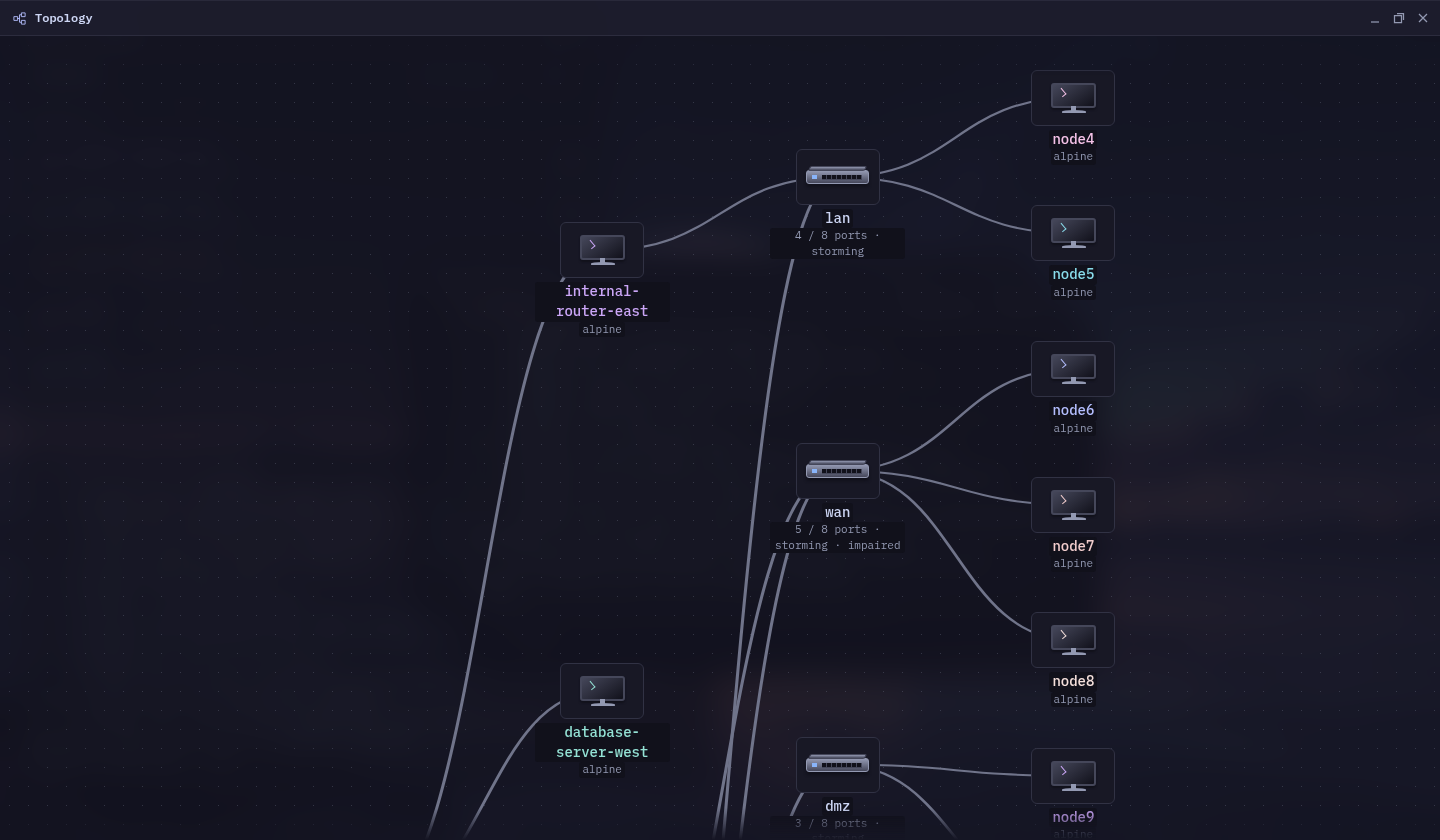 Topology
node4
alpine
lan
4 / 8 ports ·
storming
node5
alpine
internal-
router-east
alpine
node6
alpine
wan
5 / 8 ports ·
storming · impaired
node7
alpine
node8
alpine
database-
server-west
alpine
dmz
3 / 8 ports ·
node9
alpine